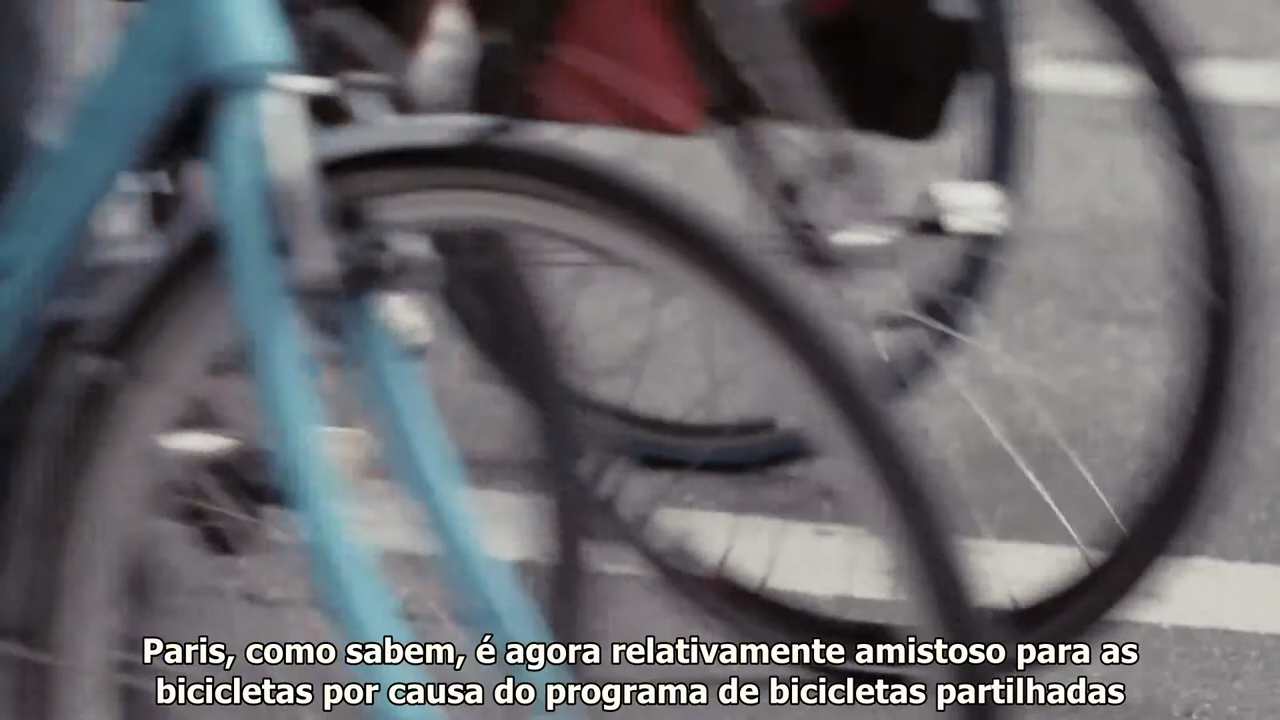 Paris, como sabem, é agora relativamente amistoso para as
bicicletas por causa do programa de bicicletas partilhadas